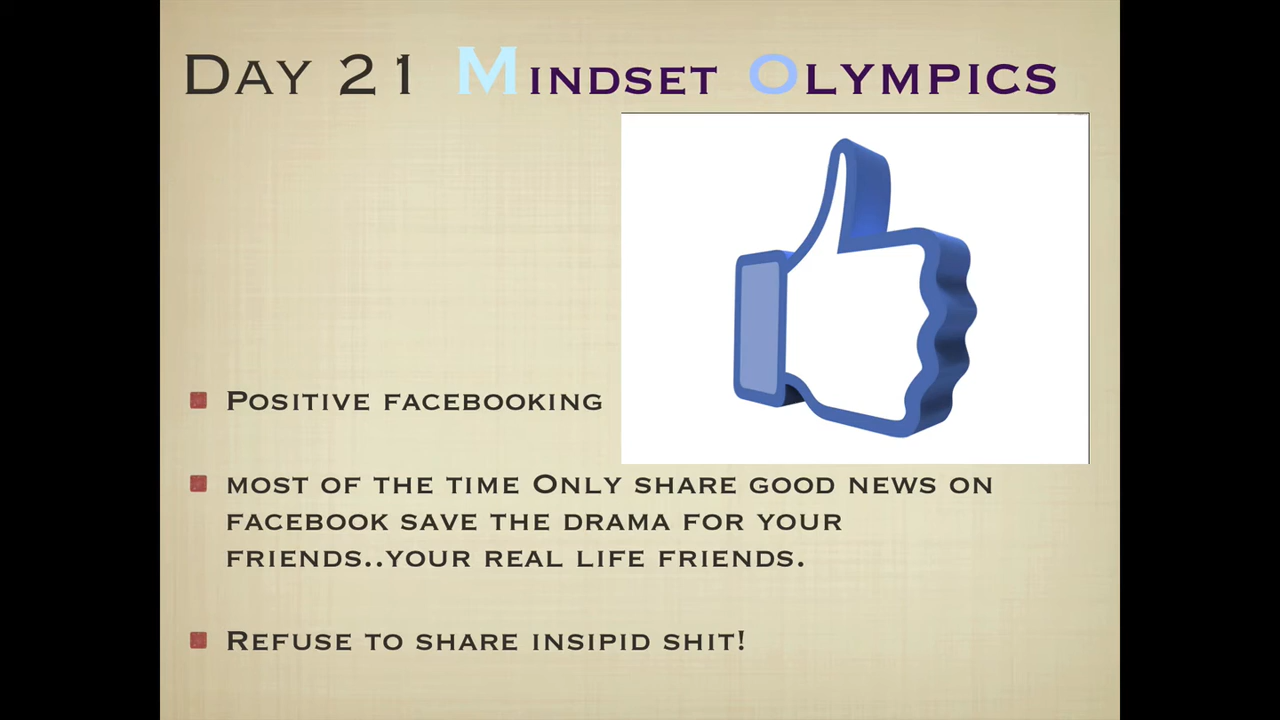 Day 21 Mindset Olympics
Positive facebooking
most of the time Only share good news on
facebook save the drama for your
friends..your real life friends.
Refuse to share insipid shit!